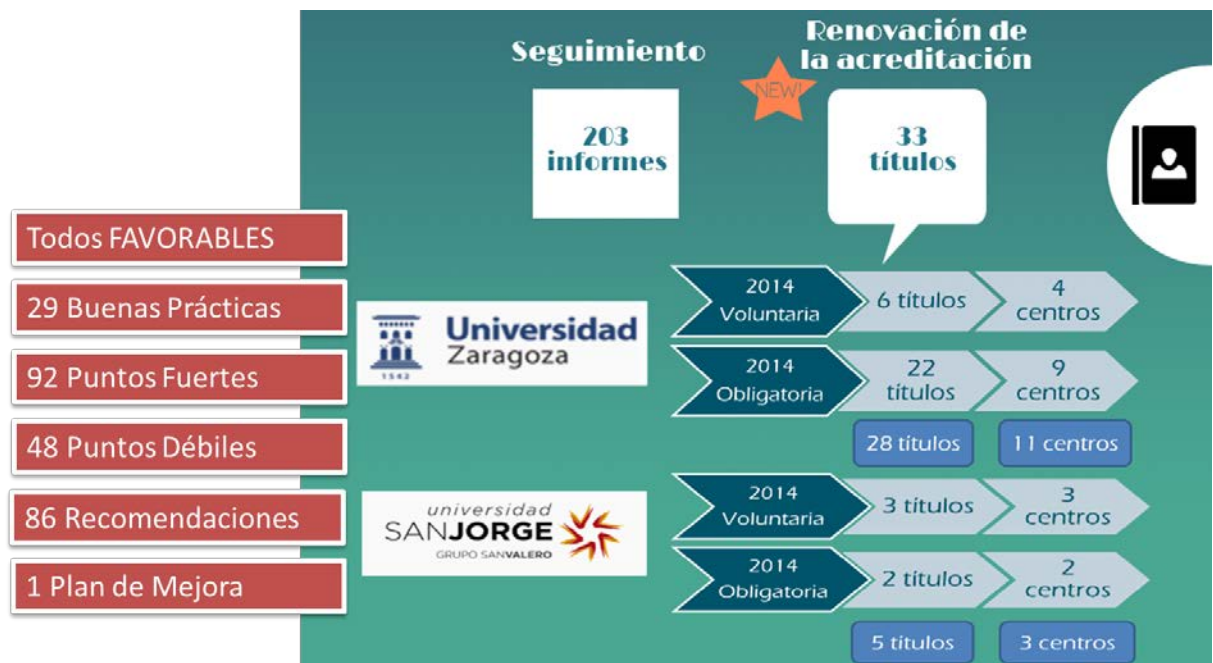 Seguimiento
Renovación de
la acreditación
NEW!
203
informes
33
títulos
Todos FAVORABLES
29 Buenas Prácticas
92 Puntos Fuertes
48 Puntos Débiles
86 Recomendaciones
1 Plan de Mejora
Universidad
Zaragoza
1542
2014
Voluntaria
6 títulos
4
centros
2014
Obligatoria
22
títulos
9
centros
28 títulos
11 centros
universidad
SANJORGE
GRUPO SANVALERO
2014
Voluntaria
3 títulos
3
centros
2014
Obligatoria
2 títulos
2
centros
5 títulos
3 centros